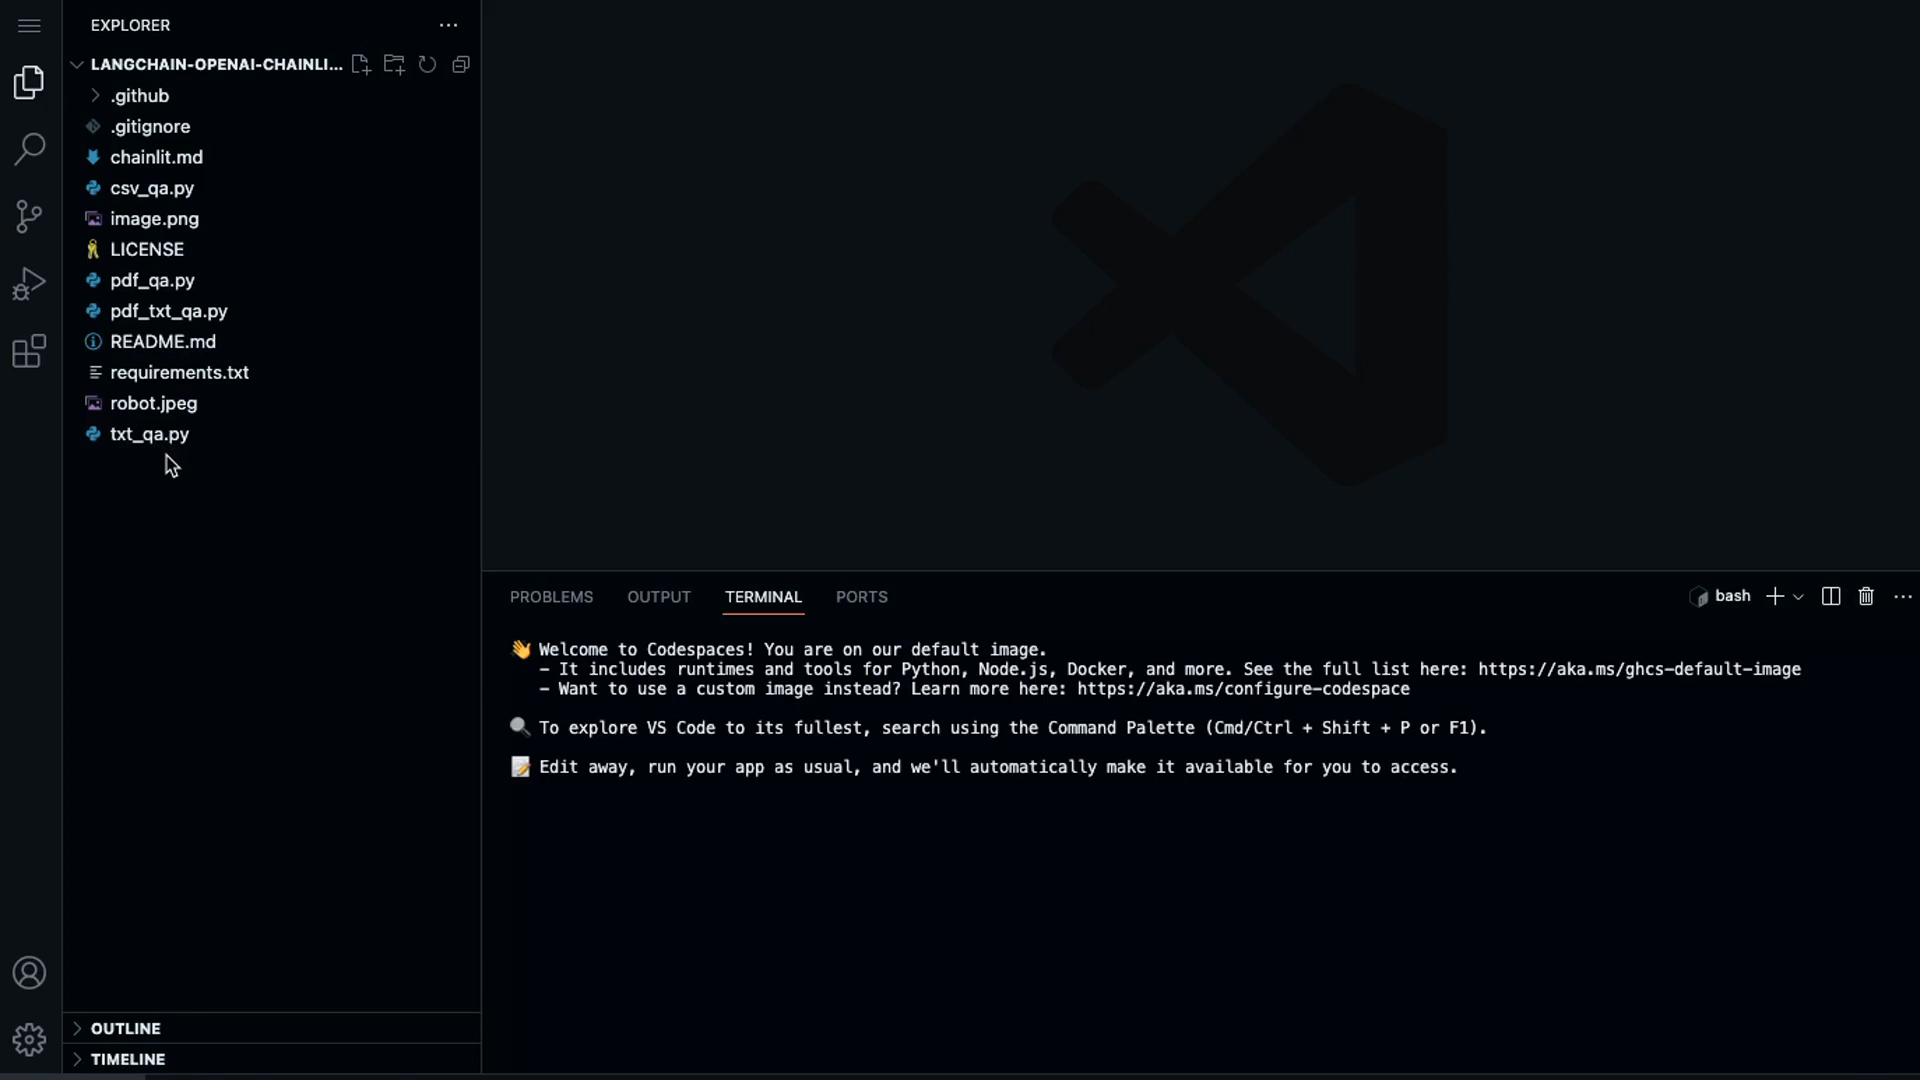 EXPLORER
LANGCHAIN-OPENAI-CHAINLI...
.github
.gitignore
chainlit.md
csv_qa.py
image.png
LICENSE
pdf_qa.py
pdf_txt_qa.py
README.md
requirements.txt
robot.jpeg
txt_qa.py
OUTLINE
TIMELINE
PROBLEMS OUTPUT TERMINAL PORTS
bash
👋 Welcome to Codespaces! You are on our default image.
- It includes runtimes and tools for Python, Node.js, Docker, and more. See the full list here: https://aka.ms/ghcs-default-image
- Want to use a custom image instead? Learn more here: https://aka.ms/configure-codespace
🔍 To explore VS Code to its fullest, search using the Command Palette (Cmd/Ctrl + Shift + P or F1).
📝 Edit away, run your app as usual, and we'll automatically make it available for you to access.